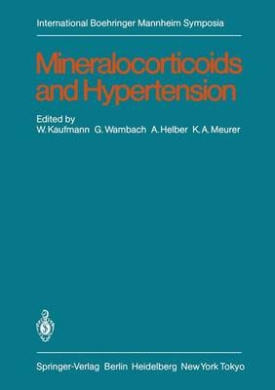 International Boehringer Mannheim Symposia
Mineralocorticoids
and Hypertension
Edited by
W. Kaufmann G. Wambach A. Helber K. A. Meurer
Springer-Verlag Berlin Heidelberg New York Tokyo